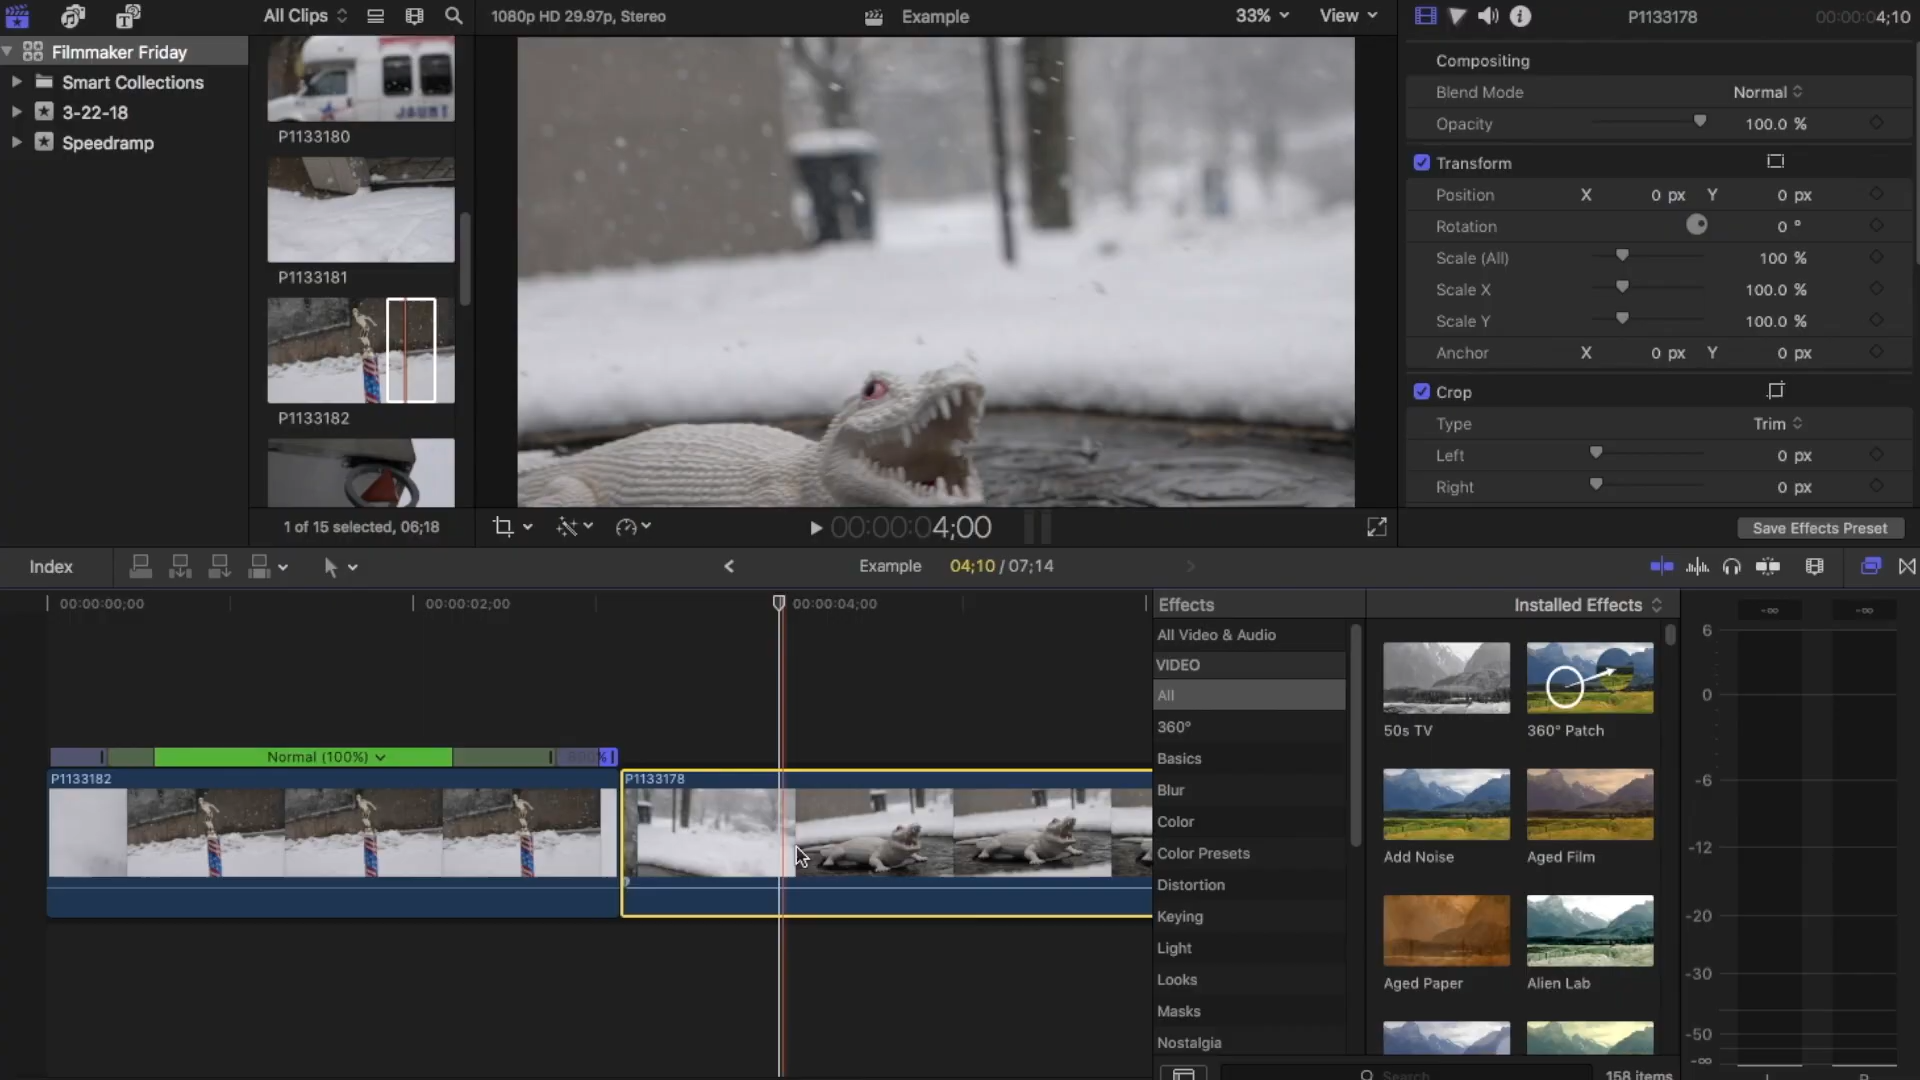 All Clips
1080p HD 29.97p, Stereo
Example
33%
View
P1133178
00:00:04;10
Filmmaker Friday
Smart Collections
3-22-18
Speedramp
JAUNT
P1133180
P1133181
P1133182
1 of 15 selected, 06;18
00:00:04;00
Compositing
Blend Mode
Normal
Opacity
100.0 %
Transform
Position
X
0 px
Y
0 px
Rotation
0 °
Scale (All)
100 %
Scale X
100.0 %
Scale Y
100.0 %
Anchor
X
0 px
Y
0 px
Crop
Type
Trim
Left
0 px
Right
0 px
Save Effects Preset
Index
Example
04;10 / 07;14
00:00:00;00
00:00:02;00
00:00:04;00
Normal (100%)
P1133182
P1133178
Effects
Installed Effects
All Video & Audio
VIDEO
All
360°
Basics
Blur
Color
Color Presets
Distortion
Keying
Light
Looks
Masks
Nostalgia
50s TV
360° Patch
Add Noise
Aged Film
Aged Paper
Alien Lab
Search
158 items
-∞
-∞
6
0
-6
-12
-20
-30
-50
-∞